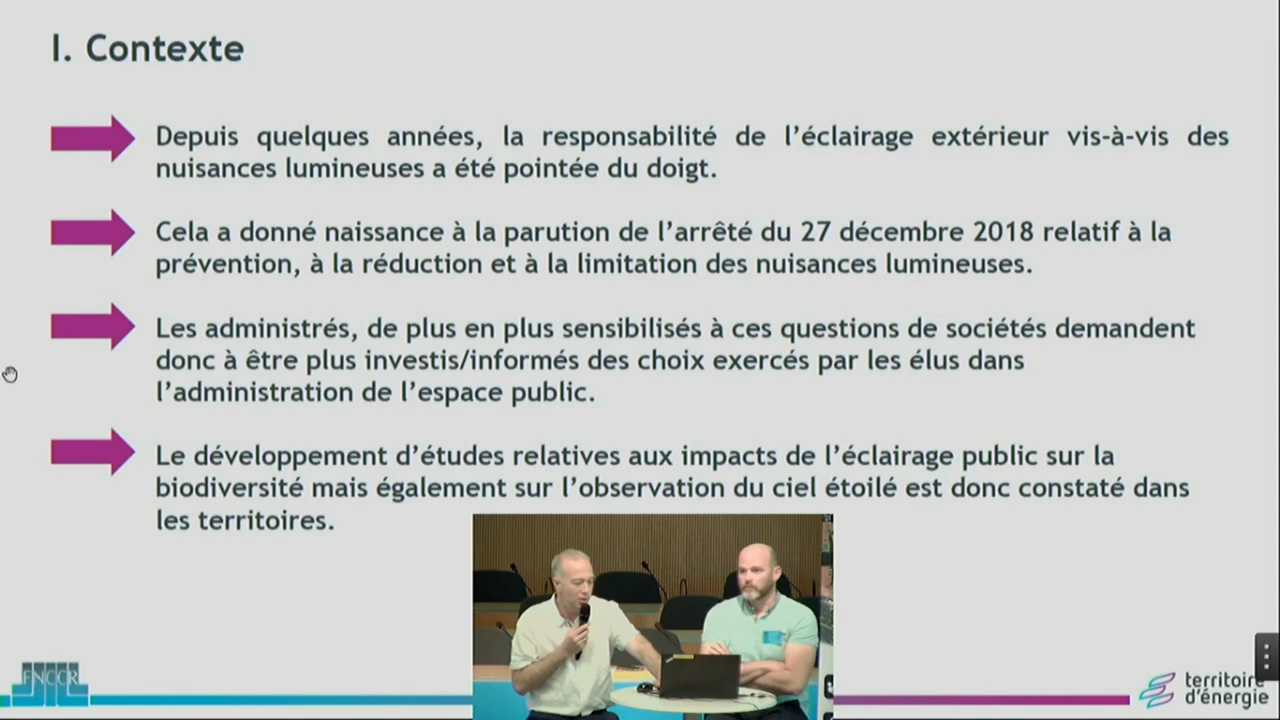 I. Contexte
Depuis quelques années, la responsabilité de l’éclairage extérieur vis-à-vis des
nuisances lumineuses a été pointée du doigt.
Cela a donné naissance à la parution de l’arrêté du 27 décembre 2018 relatif à la
prévention, à la réduction et à la limitation des nuisances lumineuses.
Les administrés, de plus en plus sensibilisés à ces questions de sociétés demandent
donc à être plus investis/informés des choix exercés par les élus dans
l’administration de l’espace public.
Le développement d’études relatives aux impacts de l’éclairage public sur la
biodiversité mais également sur l’observation du ciel étoilé est donc constaté dans
les territoires.
FNCCR
territoire
d’énergie